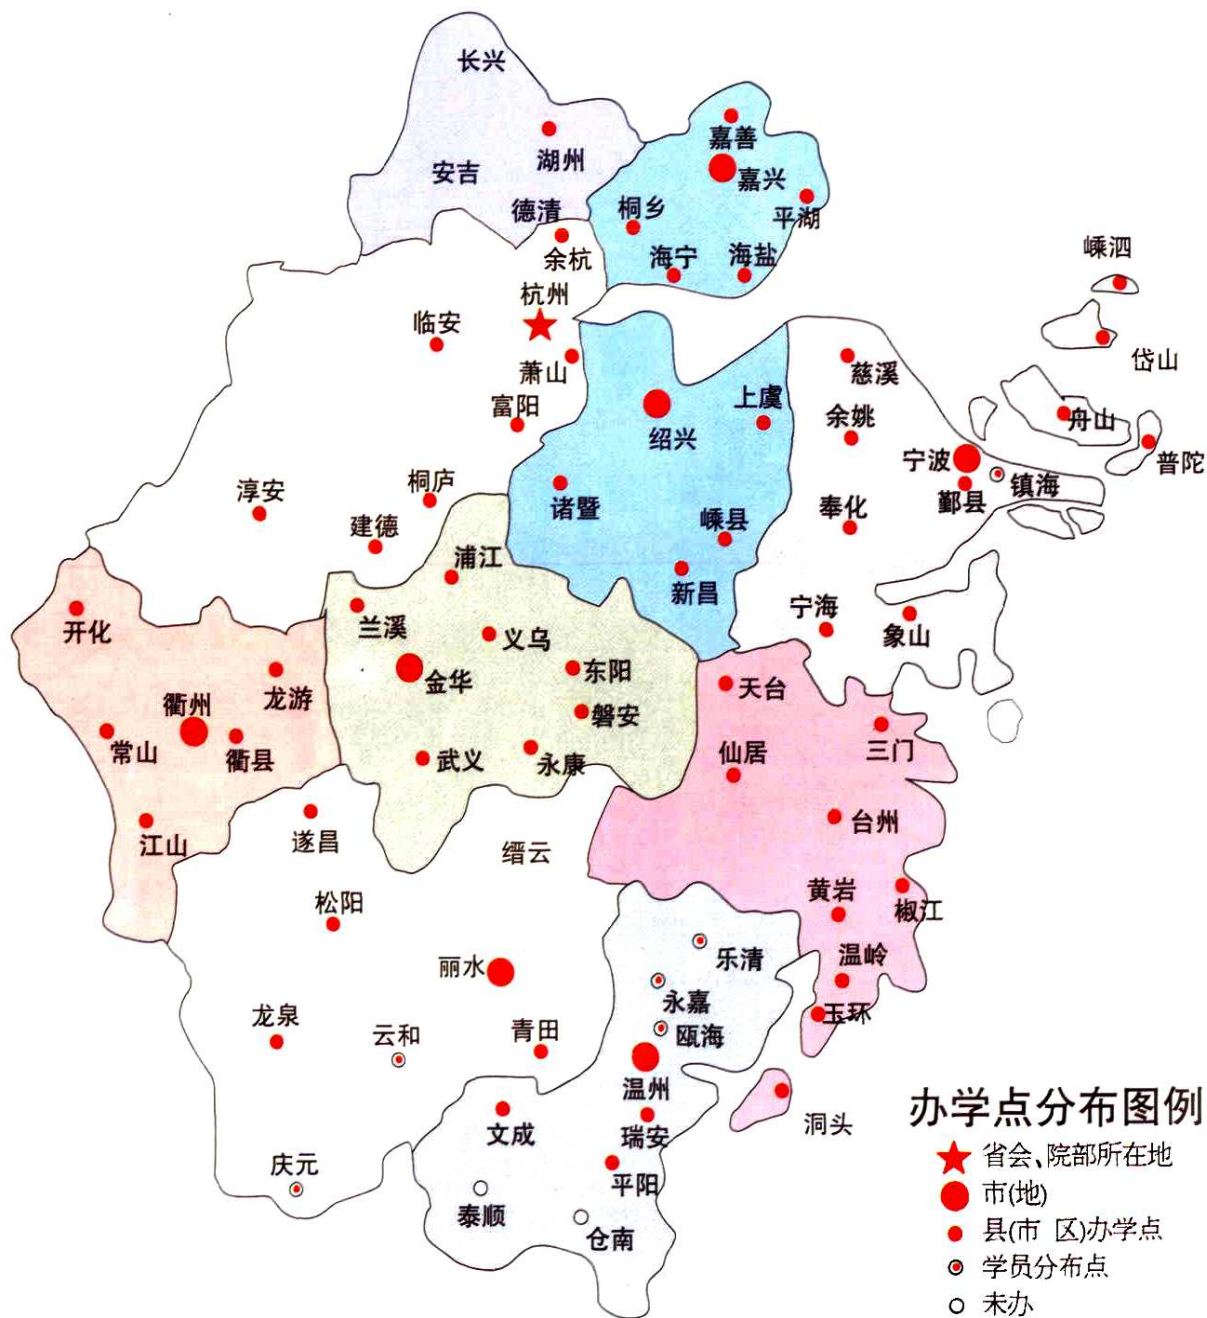 长兴
湖州
安吉
德清
嘉善
嘉兴
平湖
桐乡
海宁
海盐
余杭
杭州
临安
萧山
富阳
桐庐
淳安
建德
绍兴
上虞
诸暨
嵊县
新昌
慈溪
余姚
宁波
鄞县
镇海
奉化
宁海
象山
嵊泗
岱山
舟山
普陀
浦江
兰溪
义乌
金华
东阳
磐安
武义
永康
开化
龙游
衢州
衢县
常山
江山
天台
三门
仙居
台州
黄岩
椒江
温岭
玉环
洞头
遂昌
缙云
松阳
丽水
龙泉
云和
青田
庆元
乐清
永嘉
瓯海
温州
瑞安
文成
平阳
泰顺
仓南
办学点分布图例
省会、院部所在地
市(地)
县(市 区)办学点
学员分布点
未办